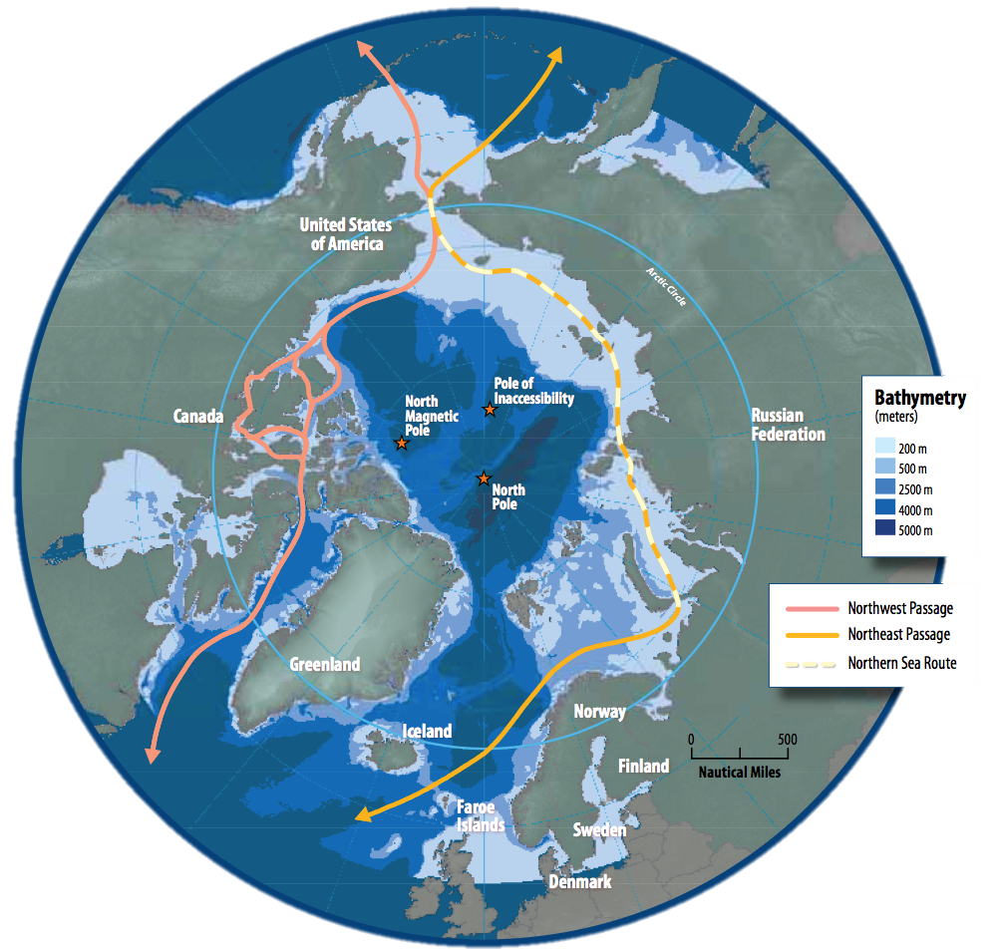 United States
of America
Arctic Circle
Pole of
Inaccessibility
North
Magnetic
Pole
Canada
Russian
Federation
North
Pole
Bathymetry
(meters)
200 m
500 m
2500 m
4000 m
5000 m
Northwest Passage
Northeast Passage
Northern Sea Route
Greenland
Iceland
Norway
0 500
Nautical Miles
Finland
Faroe
Islands
Sweden
Denmark